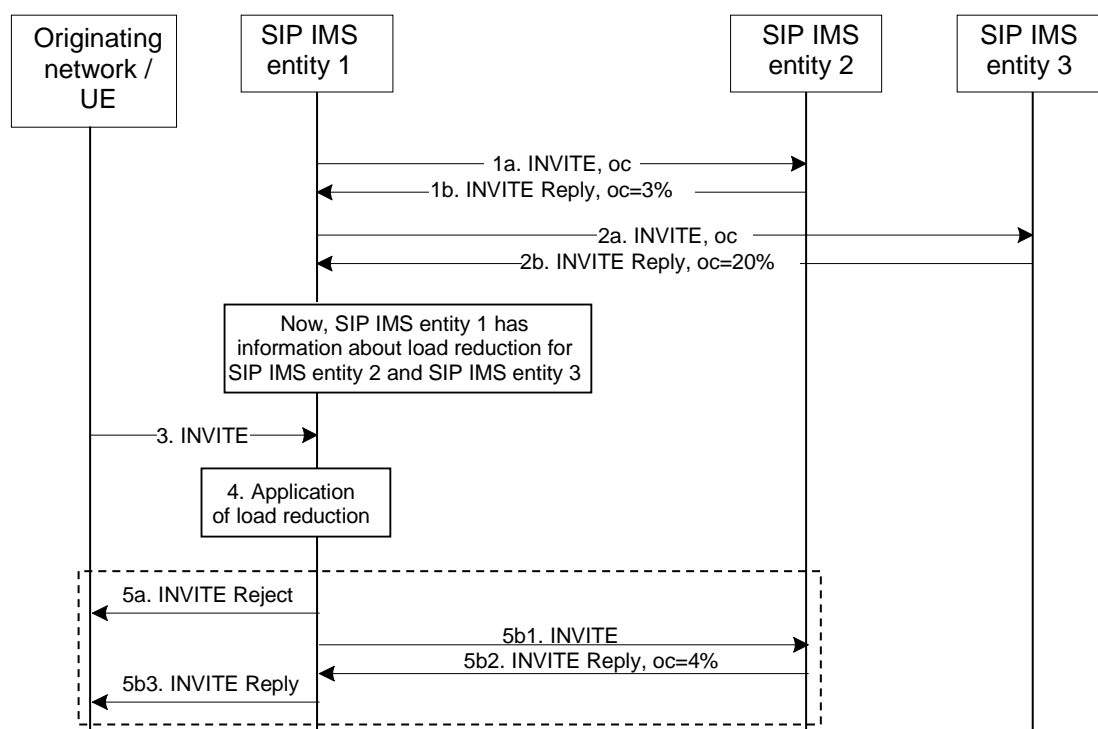 Originating
network /
UE
SIP IMS
entity 1
SIP IMS
entity 2
SIP IMS
entity 3
1a. INVITE, oc
1b. INVITE Reply, oc=3%
2a. INVITE, oc
2b. INVITE Reply, oc=20%
Now, SIP IMS entity 1 has
information about load reduction for
SIP IMS entity 2 and SIP IMS entity 3
3. INVITE
4. Application
of load reduction
5a. INVITE Reject
5b1. INVITE
5b2. INVITE Reply, oc=4%
5b3. INVITE Reply